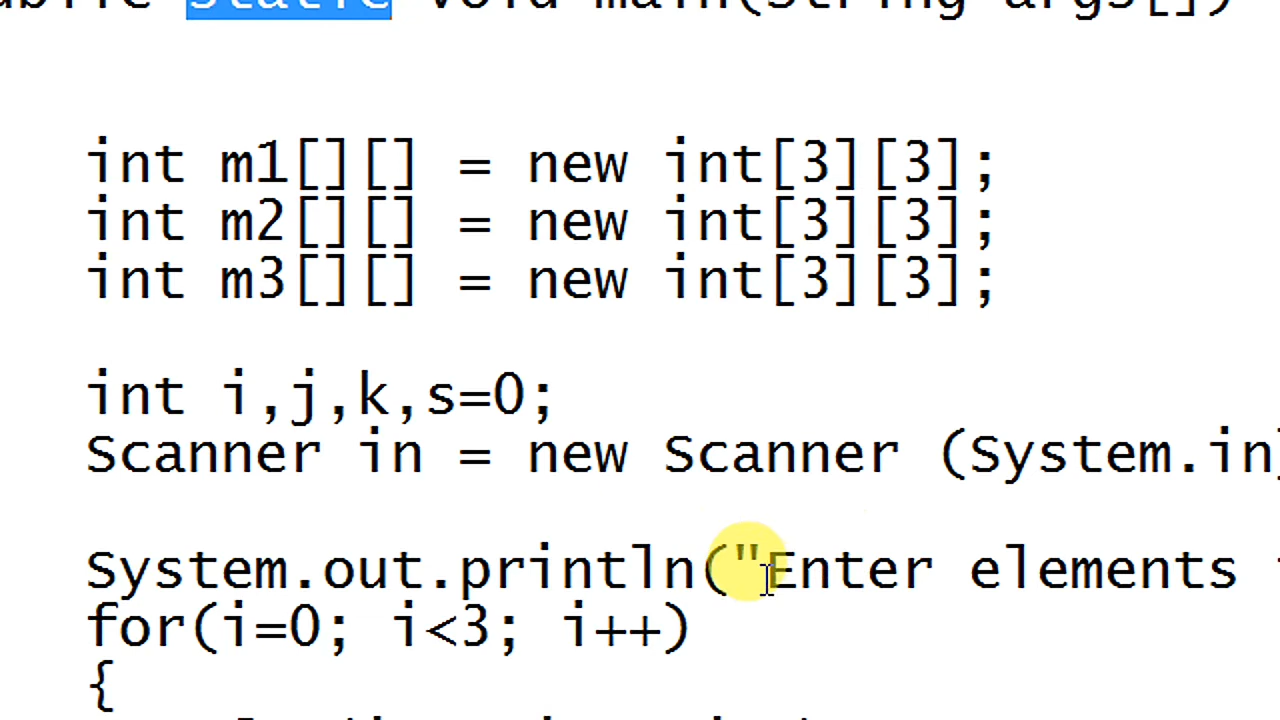 static void main(String args[])
int m1[][] = new int[3][3];
int m2[][] = new int[3][3];
int m3[][] = new int[3][3];
int i,j,k,s=0;
Scanner in = new Scanner (System.in)
System.out.println("Enter elements
for(i=0; i<3; i++)
{